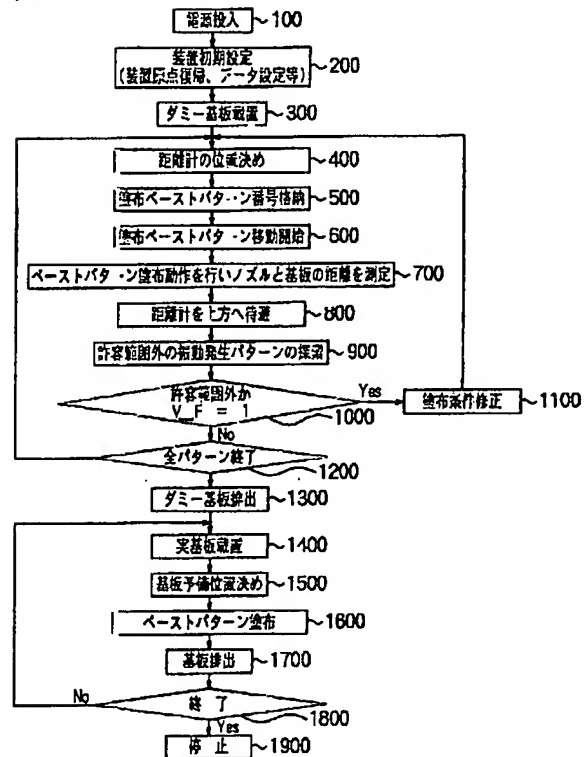 電源投入 100
装置初期設定
(装置原点復帰、データ設定等) 200
ダミー基板載置 300
距離計の位置決め 400
塗布ペーストパターン番号格納 500
塗布ペーストパターン移動開始 600
ペーストパターン塗布動作を行いノズルと基板の距離を測定 700
距離計を上方へ待避 800
許容範囲外の振動発生パターンの探索 900
許容範囲外か Yes
V_F = 1 1000
塗布条件修正 1100
No
全パターン終了 1200
ダミー基板排出 1300
実基板載置 1400
基板予備位置決め 1500
ペーストパターン塗布 1600
基板排出 1700
No
終了 1800
Yes
停止 1900